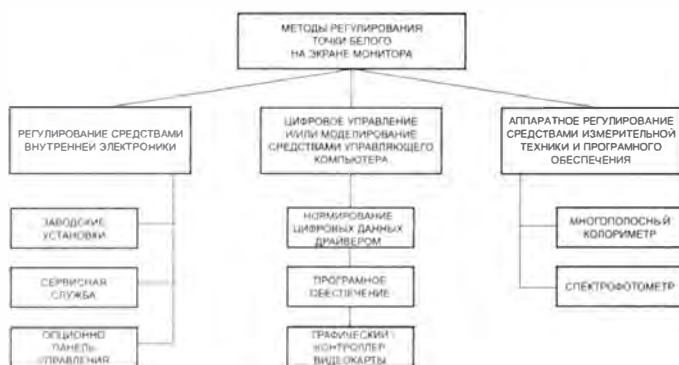 МЕТОДЫ РЕГУЛИРОВАНИЯ
ТОЧКИ БЕЛОГО
НА ЭКРАНЕ МОНИТОРА
РЕГУЛИРОВАНИЕ СРЕДСТВАМИ
ВНУТРЕННЕЙ ЭЛЕКТРОНИКИ
ЗАВОДСКИЕ
УСТАНОВКИ
СЕРВИСНАЯ
СЛУЖБА
ОПЦИОННО
ПАНЕЛЬ
УПРАВЛЕНИЯ
ЦИФРОВОЕ УПРАВЛЕНИЕ
И/ИЛИ МОДЕЛИРОВАНИЕ
СРЕДСТВАМИ УПРАВЛЯЮЩЕГО
КОМПЬЮТЕРА
НОРМИРОВАНИЕ
ЦИФРОВЫХ ДАННЫХ
ДРАЙВЕРОМ
ПРОГРАМНОЕ
ОБЕСПЕЧЕНИЕ
ГРАФИЧЕСКИЙ
КОНТРОЛЛЕР
ВИДЕОКАРТЫ
АППАРАТНОЕ РЕГУЛИРОВАНИЕ
СРЕДСТВАМИ ИЗМЕРИТЕЛЬНОЙ
ТЕХНИКИ И ПРОГРАМНОГО
ОБЕСПЕЧЕНИЯ
МНОГОПОЛОСНЫЙ
КОЛОРИМЕТР
СПЕКТРОФОТОМЕТР